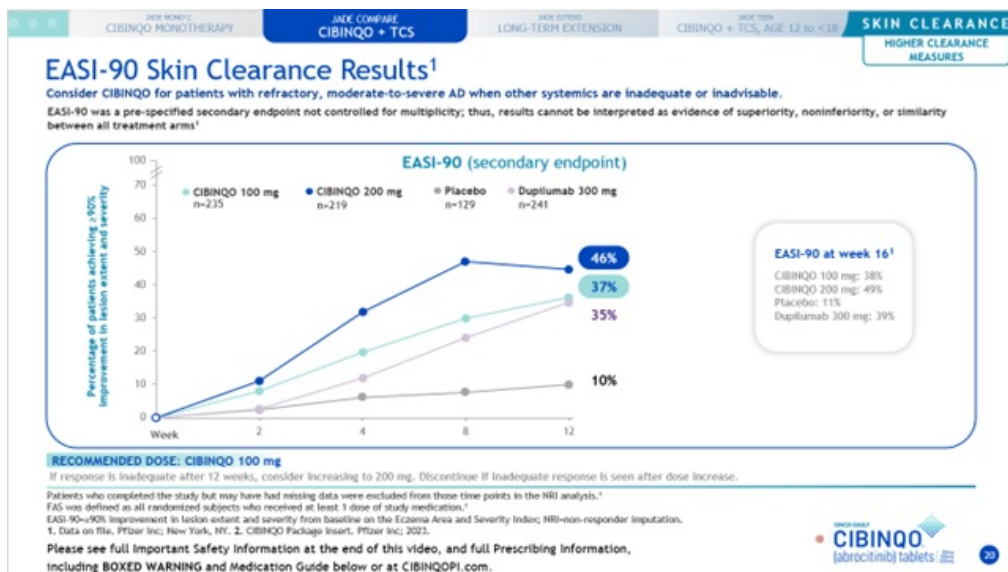 JADE MONO-2
CIBINQO MONOTHERAPY
JADE COMPARE
CIBINQO + TCS
JADE EXTEND
LONG-TERM EXTENSION
JADE TEEN
CIBINQO + TCS, AGE 12 to <18
SKIN CLEARANCE
HIGHER CLEARANCE
MEASURES
EASI-90 Skin Clearance Results¹
Consider CIBINQO for patients with refractory, moderate-to-severe AD when other systemics are inadequate or inadvisable.
EASI-90 was a pre-specified secondary endpoint not controlled for multiplicity; thus, results cannot be interpreted as evidence of superiority, noninferiority, or similarity
between all treatment arms¹
EASI-90 (secondary endpoint)
Percentage of patients achieving ≥90%
improvement in lesion extent and severity
100
70
60
50
40
30
20
10
0
CIBINQO 100 mg
n=235
CIBINQO 200 mg
n=219
Placebo
n=129
Dupilumab 300 mg
n=241
46%
37%
35%
10%
Week
2
4
8
12
EASI-90 at week 16¹
CIBINQO 100 mg: 38%
CIBINQO 200 mg: 49%
Placebo: 11%
Dupilumab 300 mg: 39%
RECOMMENDED DOSE: CIBINQO 100 mg
If response is inadequate after 12 weeks, consider increasing to 200 mg. Discontinue if inadequate response is seen after dose increase.
Patients who completed the study but may have had missing data were excluded from those time points in the NRI analysis.¹
FAS was defined as all randomized subjects who received at least 1 dose of study medication.¹
EASI-90=≥90% improvement in lesion extent and severity from baseline on the Eczema Area and Severity Index; NRI=non-responder imputation.
1. Data on file. Pfizer Inc; New York, NY. 2. CIBINQO Package Insert. Pfizer Inc; 2023.
Please see full Important Safety Information at the end of this video, and full Prescribing Information,
including BOXED WARNING and Medication Guide below or at CIBINQOPI.com.
ONCE-DAILY
CIBINQO
(abrocitinib) tablets
20